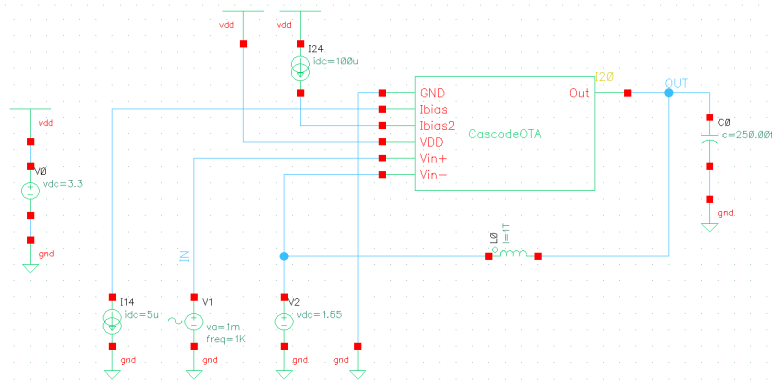 vdd
vdd
I24
idc=100u
I20
GND
Ibias
Ibias2
VDD
Vin+
Vin-
CascodeOTA
Out
OUT
C0
c=250.00f
gnd
vdd
V0
vdc=3.3
gnd
IN
L0
l=1T
I14
idc=5u
gnd
V1
va=1m
freq=1K
gnd
V2
vdc=1.65
gnd
gnd